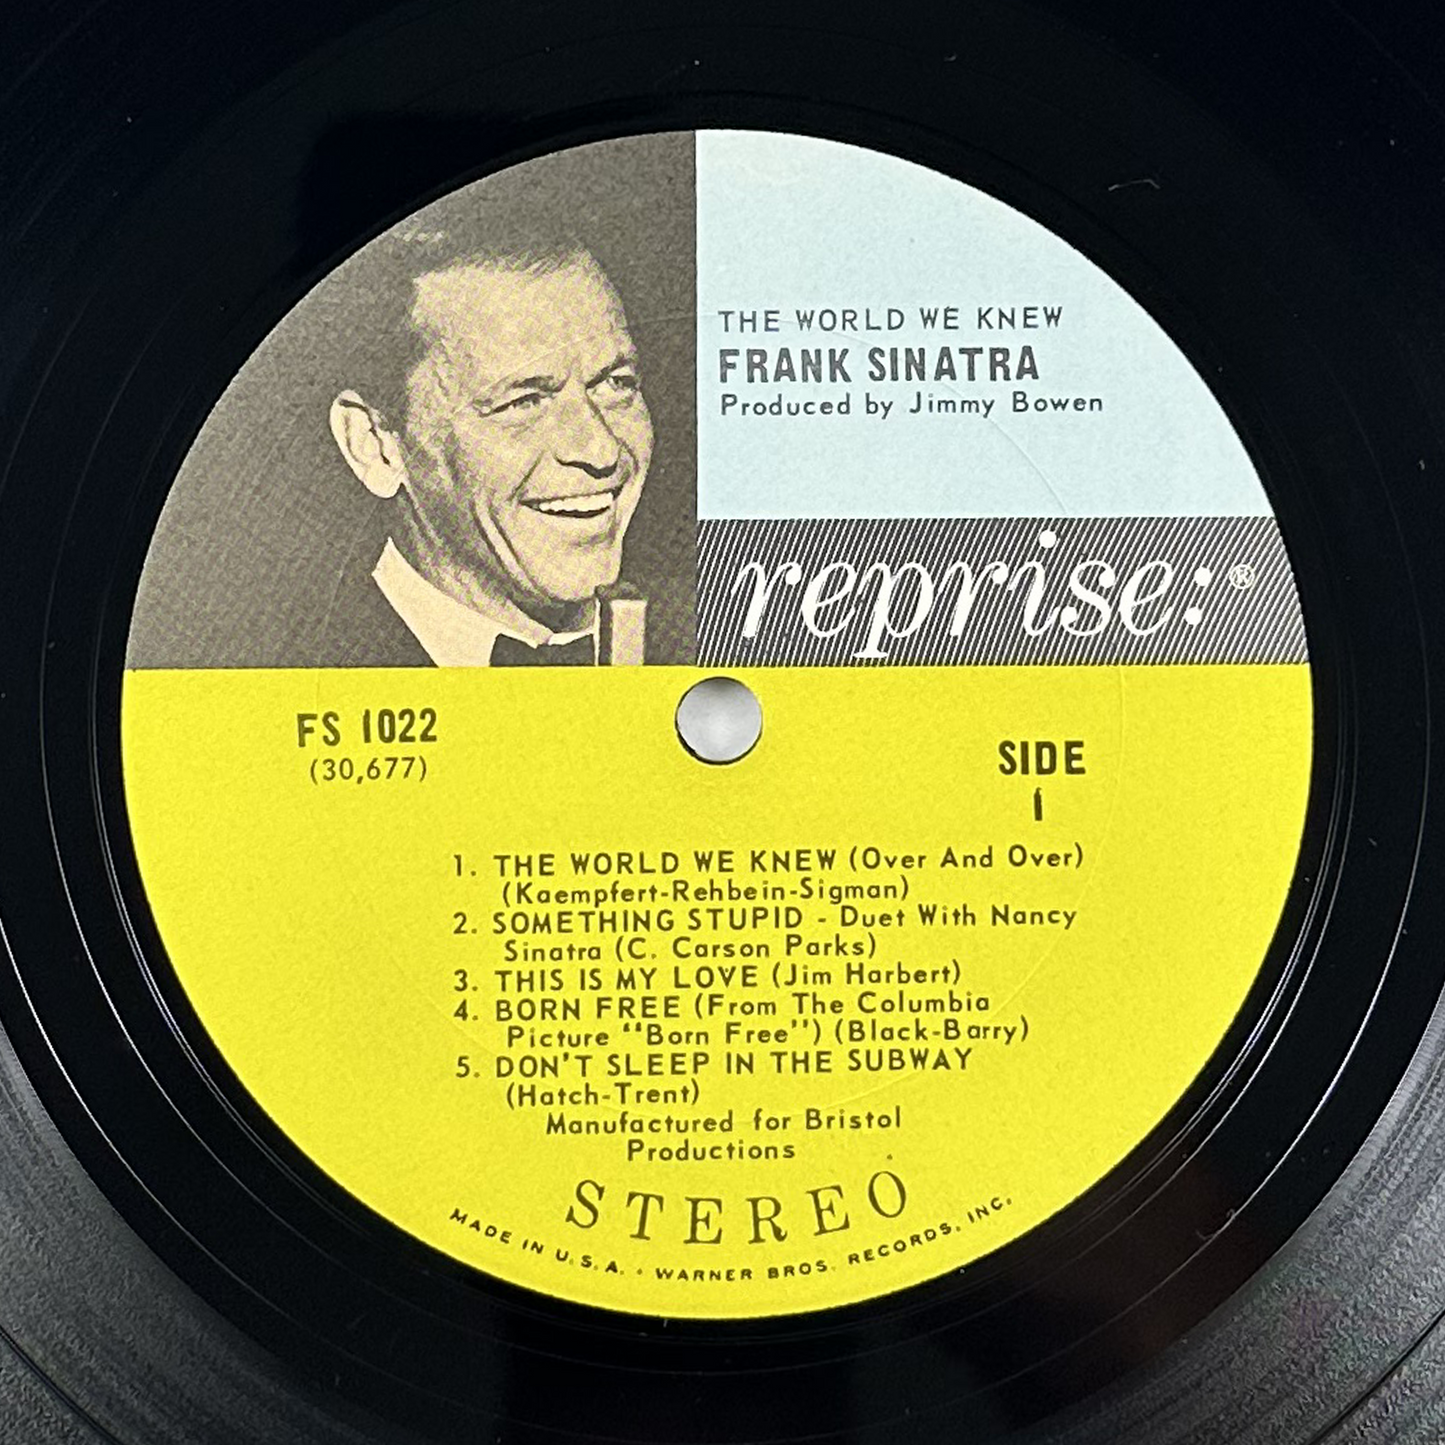 THE WORLD WE KNEW
FRANK SINATRA
Produced by Jimmy Bowen
reprise:®
FS 1022
(30,677)
SIDE
1
1. THE WORLD WE KNEW (Over And Over)
(Kaempfert-Rehbein-Sigman)
2. SOMETHING STUPID - Duet With Nancy
Sinatra (C. Carson Parks)
3. THIS IS MY LOVE (Jim Harbert)
4. BORN FREE (From The Columbia
Picture "Born Free") (Black-Barry)
5. DON'T SLEEP IN THE SUBWAY
(Hatch-Trent)
Manufactured for Bristol
Productions
STEREO
MADE IN U.S.A. • WARNER BROS. RECORDS, INC.